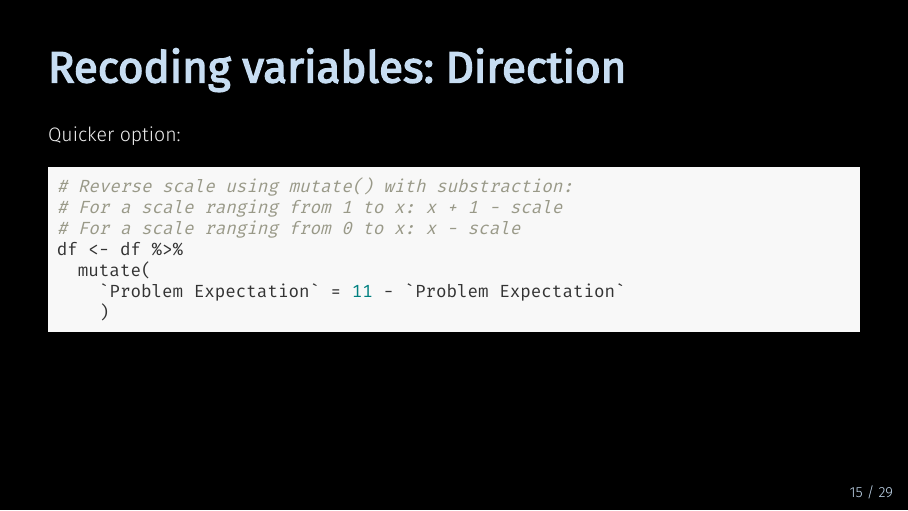 Recoding variables: Direction
Quicker option:
# Reverse scale using mutate() with substraction:
# For a scale ranging from 1 to x: x + 1 - scale
# For a scale ranging from 0 to x: x - scale
df <- df %>%
  mutate(
    `Problem Expectation` = 11 - `Problem Expectation`
    )
15 / 29